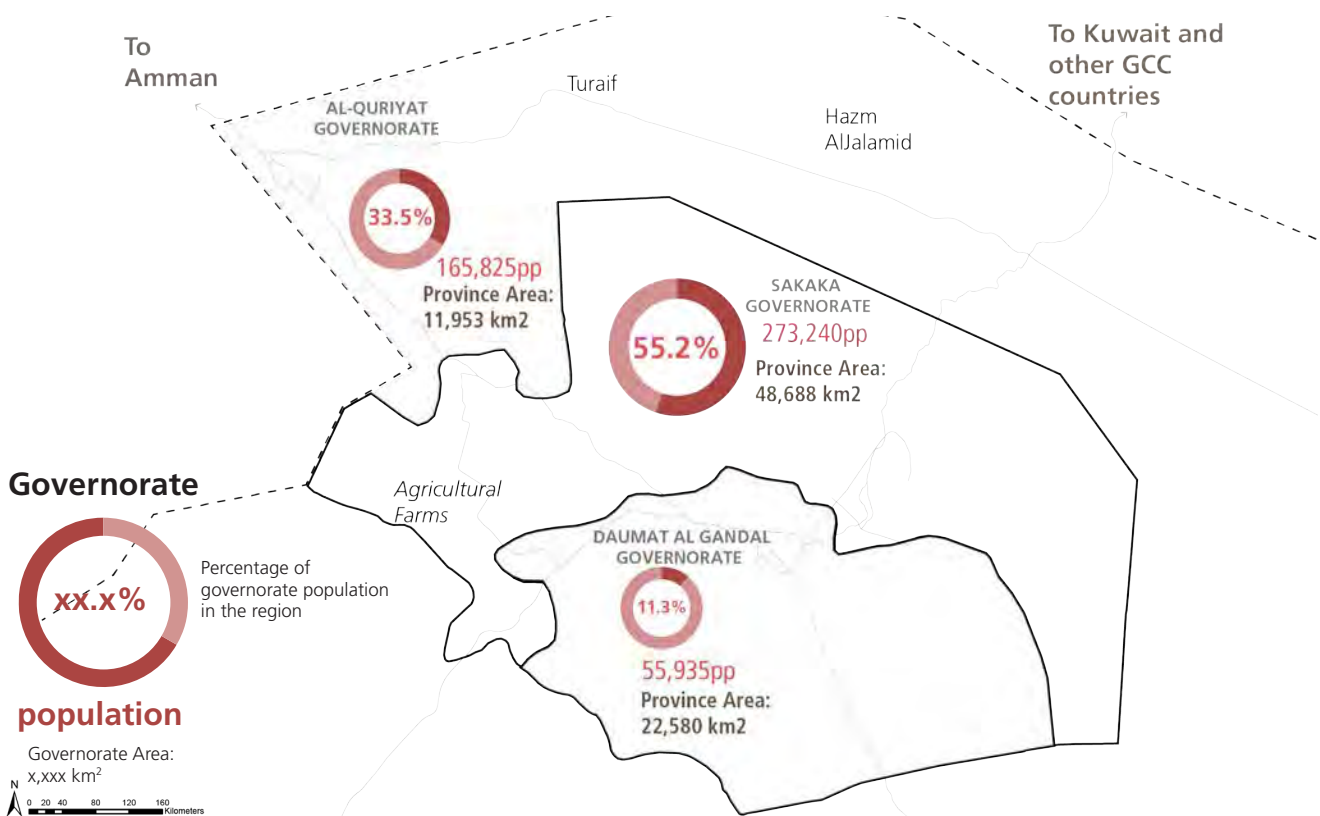 To
Amman
To Kuwait and
other GCC
countries
Turaif
AL-QURIYAT
GOVERNORATE
Hazm
AlJalamid
33.5%
165,825pp
Province Area:
11,953 km2
SAKAKA
GOVERNORATE
273,240pp
55.2%
Province Area:
48,688 km2
Governorate
Agricultural
Farms
DAUMAT AL GANDAL
GOVERNORATE
xx.x%
Percentage of
governorate population
in the region
11.3%
55,935pp
Province Area:
22,580 km2
population
Governorate Area:
x,xxx km²
N
0 20 40 80 120 160
Kilometers